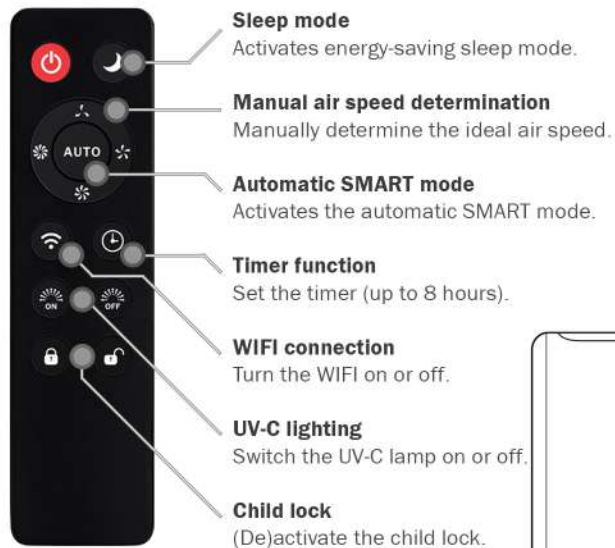 Sleep mode
Activates energy-saving sleep mode.
Manual air speed determination
Manually determine the ideal air speed.
AUTO
Automatic SMART mode
Activates the automatic SMART mode.
Timer function
Set the timer (up to 8 hours).
ON OFF
WIFI connection
Turn the WIFI on or off.
UV-C lighting
Switch the UV-C lamp on or off.
Child lock
(De)activate the child lock.